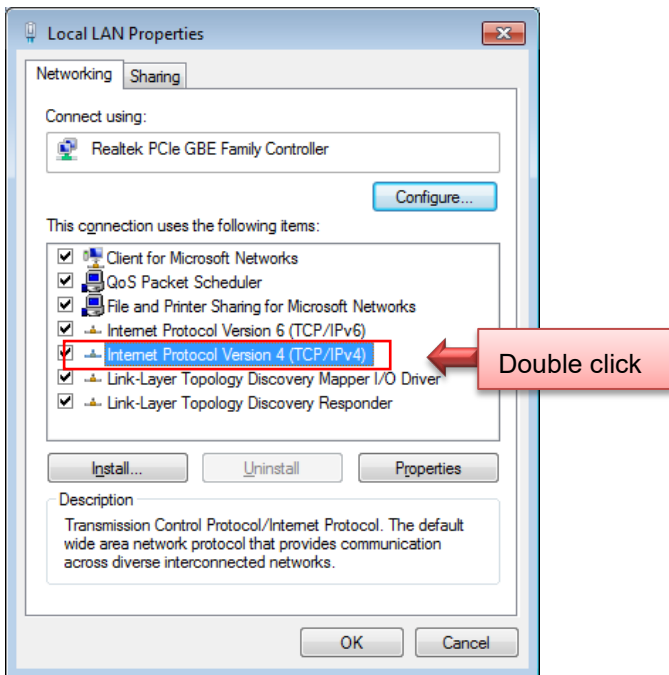 Local LAN Properties
Networking Sharing
Connect using:
Realtek PCIe GBE Family Controller
Configure...
This connection uses the following items:
Client for Microsoft Networks
QoS Packet Scheduler
File and Printer Sharing for Microsoft Networks
Internet Protocol Version 6 (TCP/IPv6)
Internet Protocol Version 4 (TCP/IPv4)
Double click
Link-Layer Topology Discovery Mapper I/O Driver
Link-Layer Topology Discovery Responder
Install... Uninstall Properties
Description
Transmission Control Protocol/Internet Protocol. The default
wide area network protocol that provides communication
across diverse interconnected networks.
OK Cancel